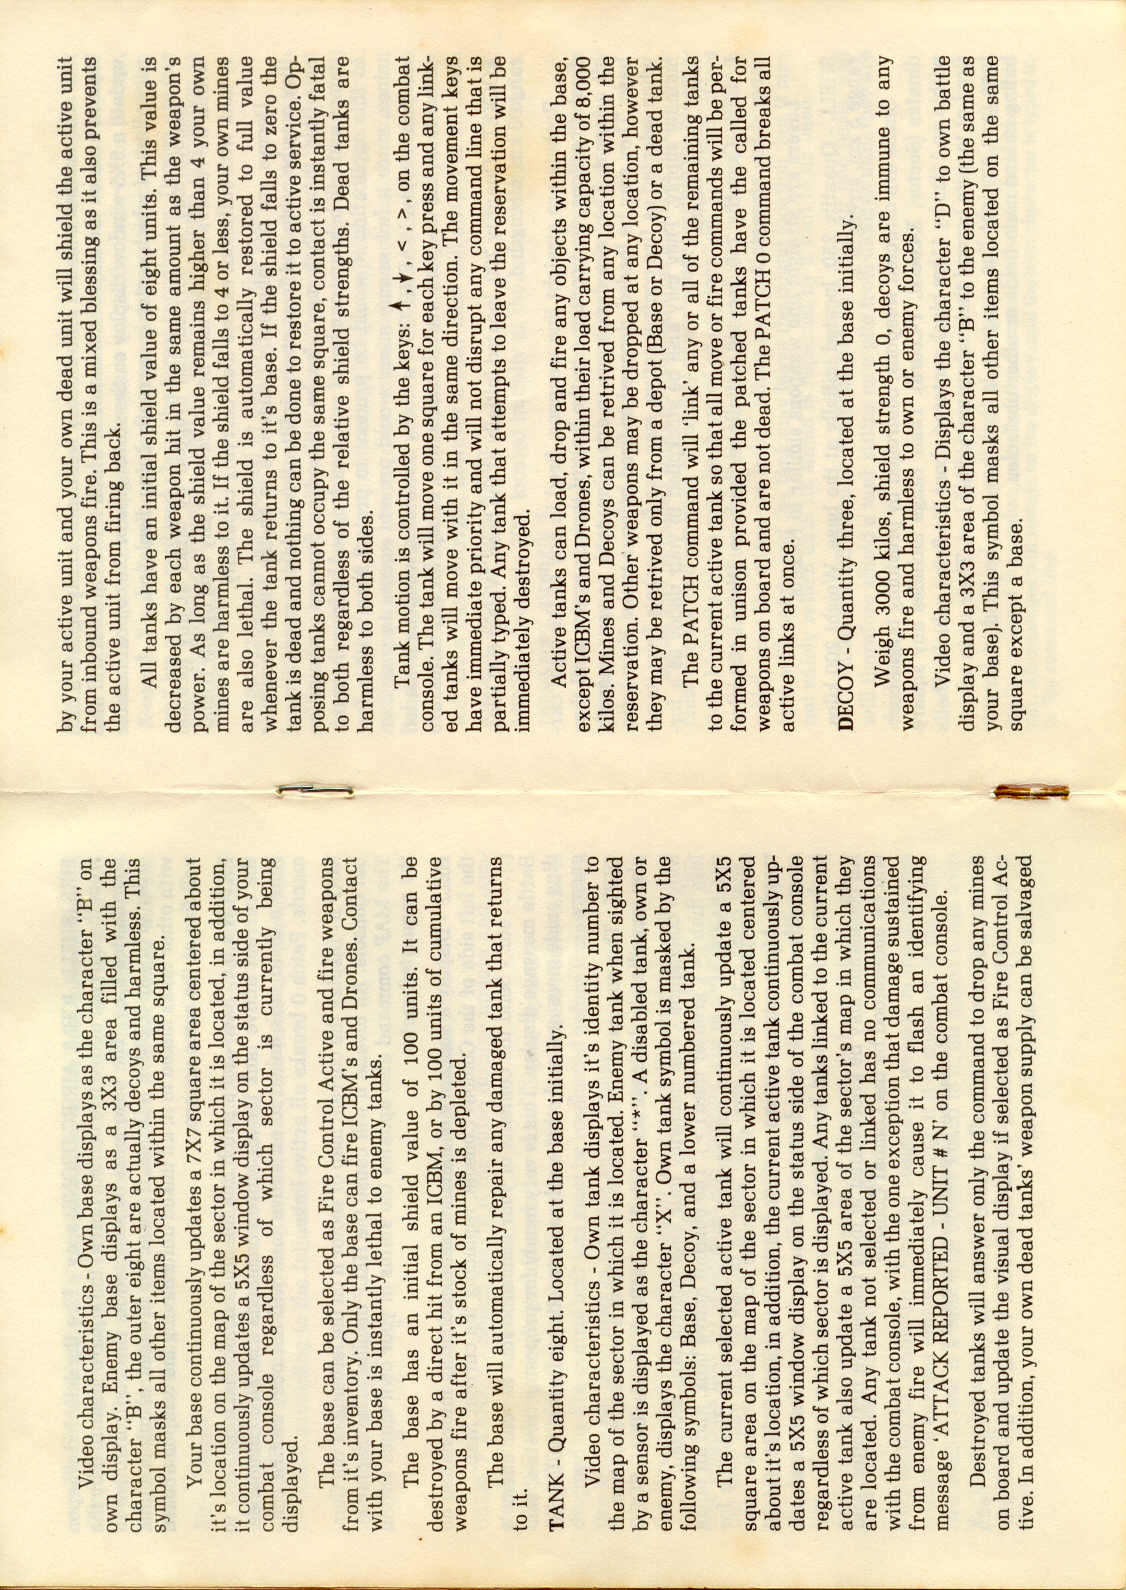 Video characteristics - Own base displays as the character “B” on
own display. Enemy base displays as a 3X3 area filled with the
character “B”, the outer eight are actually decoys and harmless. This
symbol masks all other items located within the same square.
Your base continuously updates a 7X7 square area centered about
it's location on the map of the sector in which it is located, in addition,
it continuously updates a 5X5 window display on the status side of your
combat console regardless of which sector is currently being
displayed.
The base can be selected as Fire Control Active and fire weapons
from it's inventory. Only the base can fire ICBM's and Drones. Contact
with your base is instantly lethal to enemy tanks.
The base has an initial shield value of 100 units. It can be
destroyed by a direct hit from an ICBM, or by 100 units of cumulative
weapons fire after it's stock of mines is depleted.
The base will automatically repair any damaged tank that returns
to it.
TANK - Quantity eight. Located at the base initially.
Video characteristics - Own tank displays it's identity number to
the map of the sector in which it is located. Enemy tank when sighted
by a sensor is displayed as the character “*”. A disabled tank, own or
enemy, displays the character “X”. Own tank symbol is masked by the
following symbols: Base, Decoy, and a lower numbered tank.
The current selected active tank will continuously update a 5X5
square area on the map of the sector in which it is located centered
about it's location, in addition, the current active tank continuously up-
dates a 5X5 window display on the status side of the combat console
regardless of which sector is displayed. Any tanks linked to the current
active tank also update a 5X5 area of the sector's map in which they
are located. Any tank not selected or linked has no communications
with the combat console, with the one exception that damage sustained
from enemy fire will immediately cause it to flash an identifying
message ‘ATTACK REPORTED - UNIT # N’ on the combat console.
Destroyed tanks will answer only the command to drop any mines
on board and update the visual display if selected as Fire Control Ac-
tive. In addition, your own dead tanks' weapon supply can be salvaged
by your active unit and your own dead unit will shield the active unit
from inbound weapons fire. This is a mixed blessing as it also prevents
the active unit from firing back.
All tanks have an initial shield value of eight units. This value is
decreased by each weapon hit in the same amount as the weapon's
power. As long as the shield value remains higher than 4 your own
mines are harmless to it. If the shield falls to 4 or less, your own mines
are also lethal. The shield is automatically restored to full value
whenever the tank returns to it's base. If the shield falls to zero the
tank is dead and nothing can be done to restore it to active service. Op-
posing tanks cannot occupy the same square, contact is instantly fatal
to both regardless of the relative shield strengths. Dead tanks are
harmless to both sides.
Tank motion is controlled by the keys: ↑, ↓, <, >, on the combat
console. The tank will move one square for each key press and any link-
ed tanks will move with it in the same direction. The movement keys
have immediate priority and will not disrupt any command line that is
partially typed. Any tank that attempts to leave the reservation will be
immediately destroyed.
Active tanks can load, drop and fire any objects within the base,
except ICBM's and Drones, within their load carrying capacity of 8,000
kilos. Mines and Decoys can be retrived from any location within the
reservation. Other weapons may be dropped at any location, however
they may be retrived only from a depot (Base or Decoy) or a dead tank.
The PATCH command will ‘link’ any or all of the remaining tanks
to the current active tank so that all move or fire commands will be per-
formed in unison provided the patched tanks have the called for
weapons on board and are not dead. The PATCH 0 command breaks all
active links at once.
DECOY - Quantity three, located at the base initially.
Weigh 3000 kilos, shield strength 0, decoys are immune to any
weapons fire and harmless to own or enemy forces.
Video characteristics - Displays the character “D” to own battle
display and a 3X3 area of the character “B” to the enemy (the same as
your base). This symbol masks all other items located on the same
square except a base.